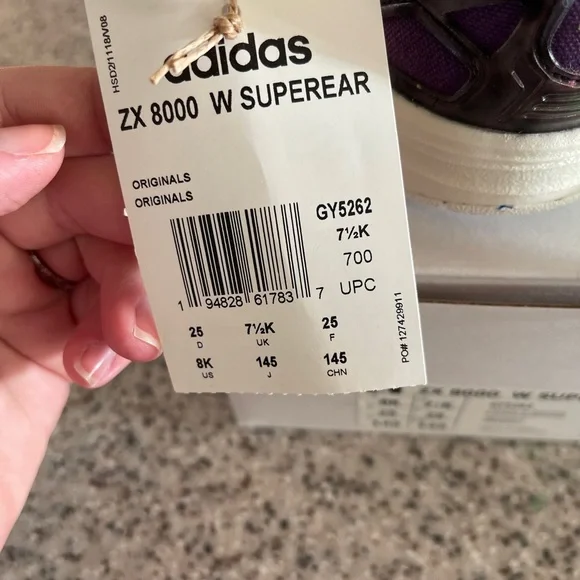 HSD2/1118/V08
adidas
ZX 8000 W SUPEREAR
ORIGINALS
ORIGINALS
GY5262
7½K
700
UPC
1 94828 61783 7
25 7½K 25
D UK F
8K 145 145
US J CHN
PO# 127429911
ZX 8000 W SUP